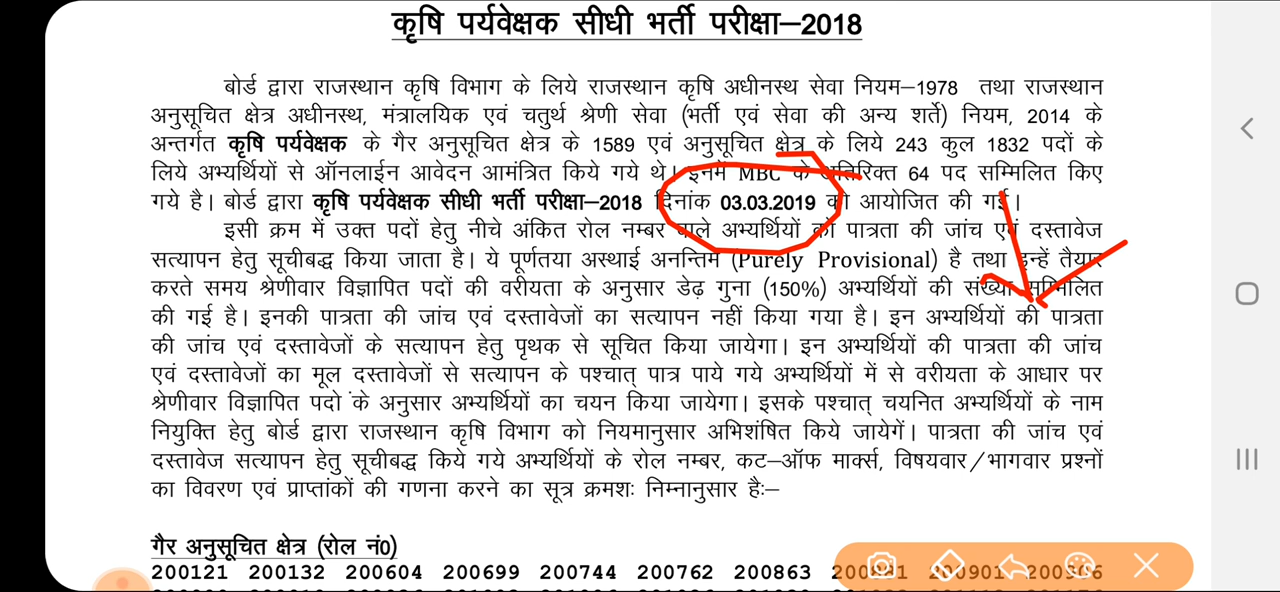 कृषि पर्यवेक्षक सीधी भर्ती परीक्षा–2018
बोर्ड द्वारा राजस्थान कृषि विभाग के लिये राजस्थान कृषि अधीनस्थ सेवा नियम–1978 तथा राजस्थान
अनुसूचित क्षेत्र अधीनस्थ, मंत्रालयिक एवं चतुर्थ श्रेणी सेवा (भर्ती एवं सेवा की अन्य शर्ते) नियम, 2014 के
अन्तर्गत कृषि पर्यवेक्षक के गैर अनुसूचित क्षेत्र के 1589 एवं अनुसूचित क्षेत्र के लिये 243 कुल 1832 पदों के
लिये अभ्यर्थियों से ऑनलाईन आवेदन आमंत्रित किये गये थे। इनमें MBC के अतिरिक्त 64 पद सम्मिलित किए
गये है। बोर्ड द्वारा कृषि पर्यवेक्षक सीधी भर्ती परीक्षा–2018 दिनांक 03.03.2019 को आयोजित की गई।
इसी क्रम में उक्त पदों हेतु नीचे अंकित रोल नम्बर वाले अभ्यर्थियों को पात्रता की जांच एवं दस्तावेज
सत्यापन हेतु सूचीबद्ध किया जाता है। ये पूर्णतया अस्थाई अनन्तिम (Purely Provisional) है तथा इन्हें तैयार
करते समय श्रेणीवार विज्ञापित पदों की वरीयता के अनुसार डेढ़ गुना (150%) अभ्यर्थियों की संख्या सम्मिलित
की गई है। इनकी पात्रता की जांच एवं दस्तावेजों का सत्यापन नहीं किया गया है। इन अभ्यर्थियों की पात्रता
की जांच एवं दस्तावेजों के सत्यापन हेतु पृथक से सूचित किया जायेगा। इन अभ्यर्थियों की पात्रता की जांच
एवं दस्तावेजों का मूल दस्तावेजों से सत्यापन के पश्चात् पात्र पाये गये अभ्यर्थियों में से वरीयता के आधार पर
श्रेणीवार विज्ञापित पदो के अनुसार अभ्यर्थियों का चयन किया जायेगा। इसके पश्चात् चयनित अभ्यर्थियों के नाम
नियुक्ति हेतु बोर्ड द्वारा राजस्थान कृषि विभाग को नियमानुसार अभिशंषित किये जायेगें। पात्रता की जांच एवं
दस्तावेज सत्यापन हेतु सूचीबद्ध किये गये अभ्यर्थियों के रोल नम्बर, कट–ऑफ मार्क्स, विषयवार/भागवार प्रश्नों
का विवरण एवं प्राप्तांकों की गणना करने का सूत्र क्रमशः निम्नानुसार हैः–
गैर अनुसूचित क्षेत्र (रोल नं0)
200121 200132 200604 200699 200744 200762 200863 200881 200901 200906